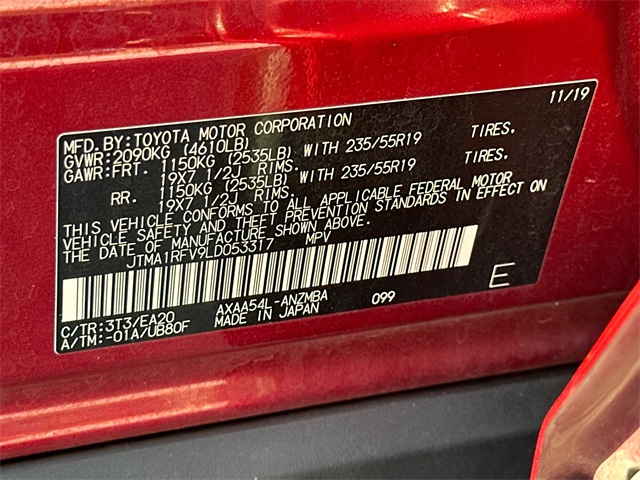 11/19
MFD. BY: TOYOTA MOTOR CORPORATION
GVWR: 2090KG (4610LB)
GAWR: FRT. 1150KG (2535LB) WITH 235/55R19 TIRES.
19X7 1/2J RIMS.
RR. 1150KG (2535LB) WITH 235/55R19 TIRES.
19X7 1/2J RIMS.
THIS VEHICLE CONFORMS TO ALL APPLICABLE FEDERAL MOTOR
VEHICLE SAFETY AND THEFT PREVENTION STANDARDS IN EFFECT ON
THE DATE OF MANUFACTURE SHOWN ABOVE.
JTMA1RFV9LD053317 MPV
E
C/TR: 3T3/EA20 AXAA54L-ANZMBA 099
A/TM: -01A/UB80F MADE IN JAPAN